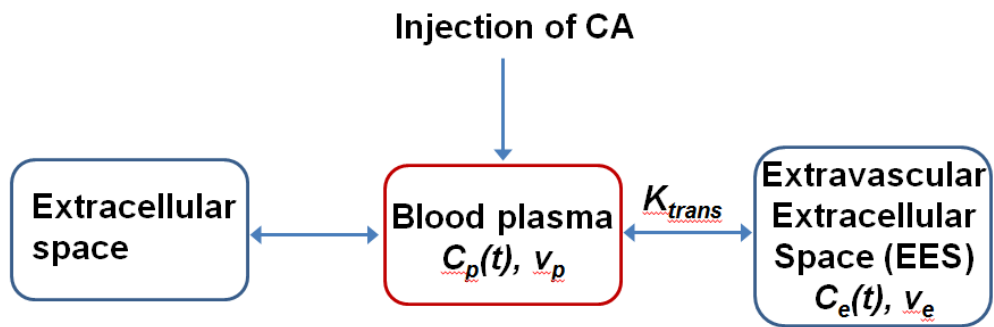 Injection of CA
Extracellular
space
Blood plasma
Cp(t), vp
Ktrans
Extravascular
Extracellular
Space (EES)
Ce(t), ve